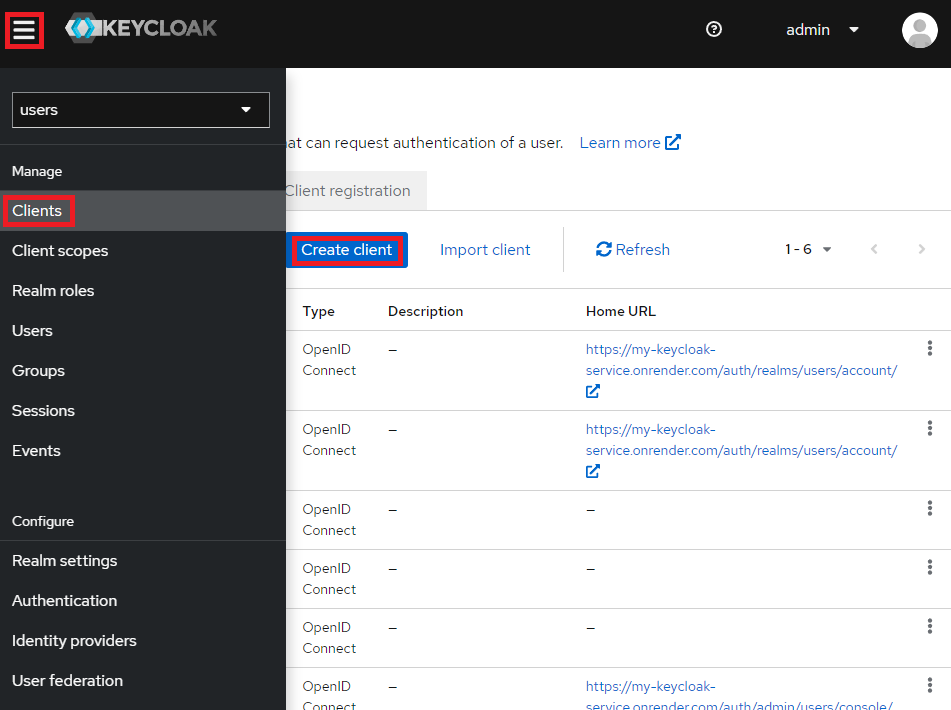 KEYCLOAK
admin
users
at can request authentication of a user. Learn more
Manage
Client registration
Clients
Create client Import client Refresh 1 - 6
Client scopes
Realm roles
Users
Groups
Sessions
Events
Configure
Realm settings
Authentication
Identity providers
User federation
Type Description Home URL
OpenID – https://my-keycloak-
Connect service.onrender.com/auth/realms/users/account/
OpenID – https://my-keycloak-
Connect service.onrender.com/auth/realms/users/account/
OpenID – –
Connect
OpenID – –
Connect
OpenID – –
Connect
OpenID – https://my-keycloak-
Connect service.onrender.com/auth/admin/users/console/